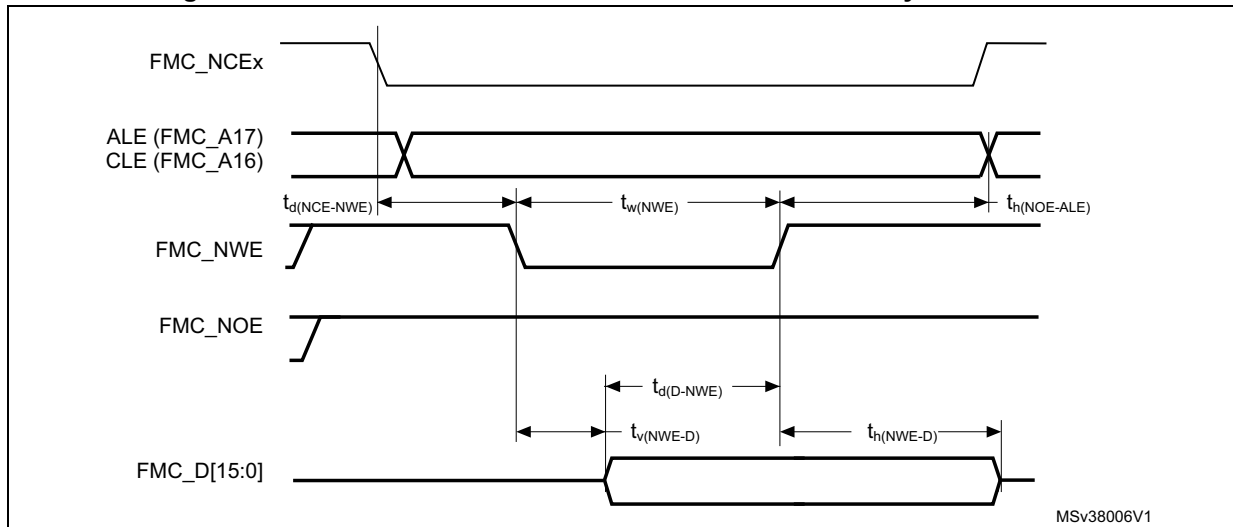 FMC_NCEx
ALE (FMC_A17)
CLE (FMC_A16)
td(NCE-NWE) tw(NWE) th(NOE-ALE)
FMC_NWE
FMC_NOE
td(D-NWE)
tv(NWE-D) th(NWE-D)
FMC_D[15:0]
MSv38006V1